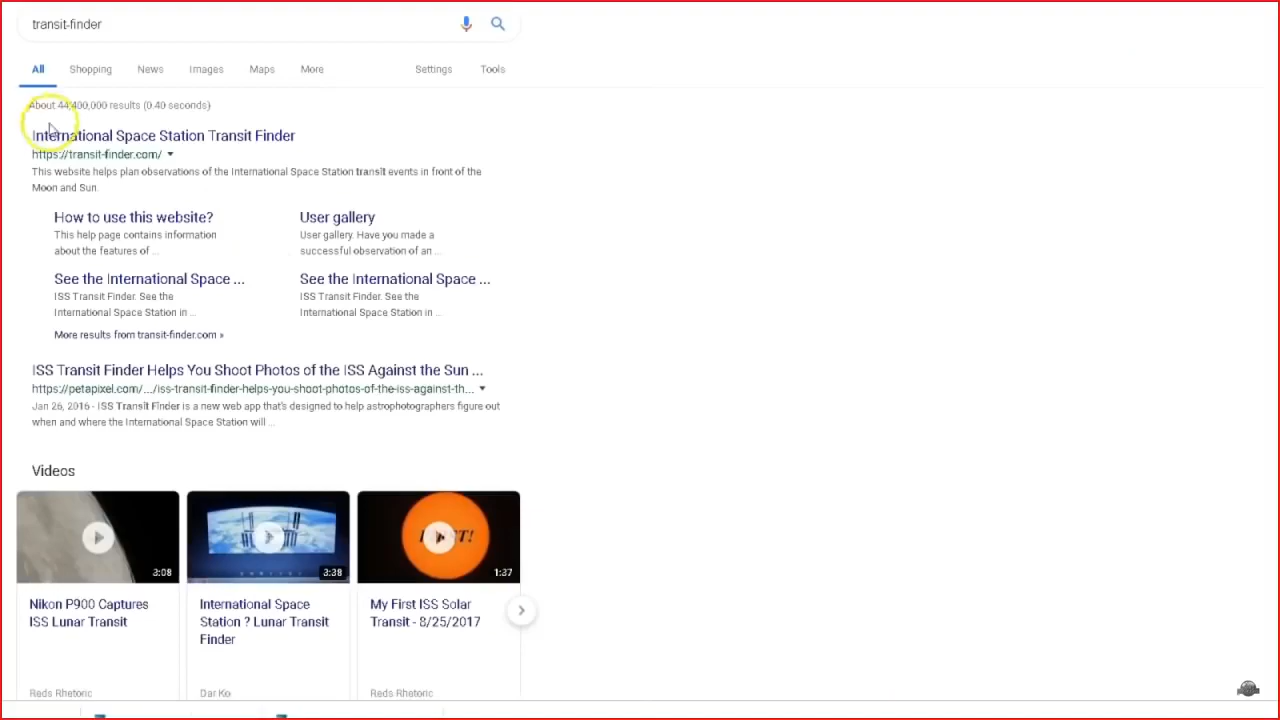 transit-finder
All Shopping News Images Maps More Settings Tools
About 44,400,000 results (0.40 seconds)
International Space Station Transit Finder
https://transit-finder.com/
This website helps plan observations of the International Space Station transit events in front of the
Moon and Sun.
How to use this website?
This help page contains information
about the features of ...
User gallery
User gallery. Have you made a
successful observation of an ...
See the International Space ...
ISS Transit Finder. See the
International Space Station in ...
See the International Space ...
ISS Transit Finder. See the
International Space Station in ...
More results from transit-finder.com »
ISS Transit Finder Helps You Shoot Photos of the ISS Against the Sun ...
https://petapixel.com/.../iss-transit-finder-helps-you-shoot-photos-of-the-iss-against-th...
Jan 26, 2016 - ISS Transit Finder is a new web app that's designed to help astrophotographers figure out
when and where the International Space Station will ...
Videos
3:08
3:38
1:37
Nikon P900 Captures
ISS Lunar Transit
Reds Rhetoric
International Space
Station ? Lunar Transit
Finder
Dar Ko
My First ISS Solar
Transit - 8/25/2017
Reds Rhetoric